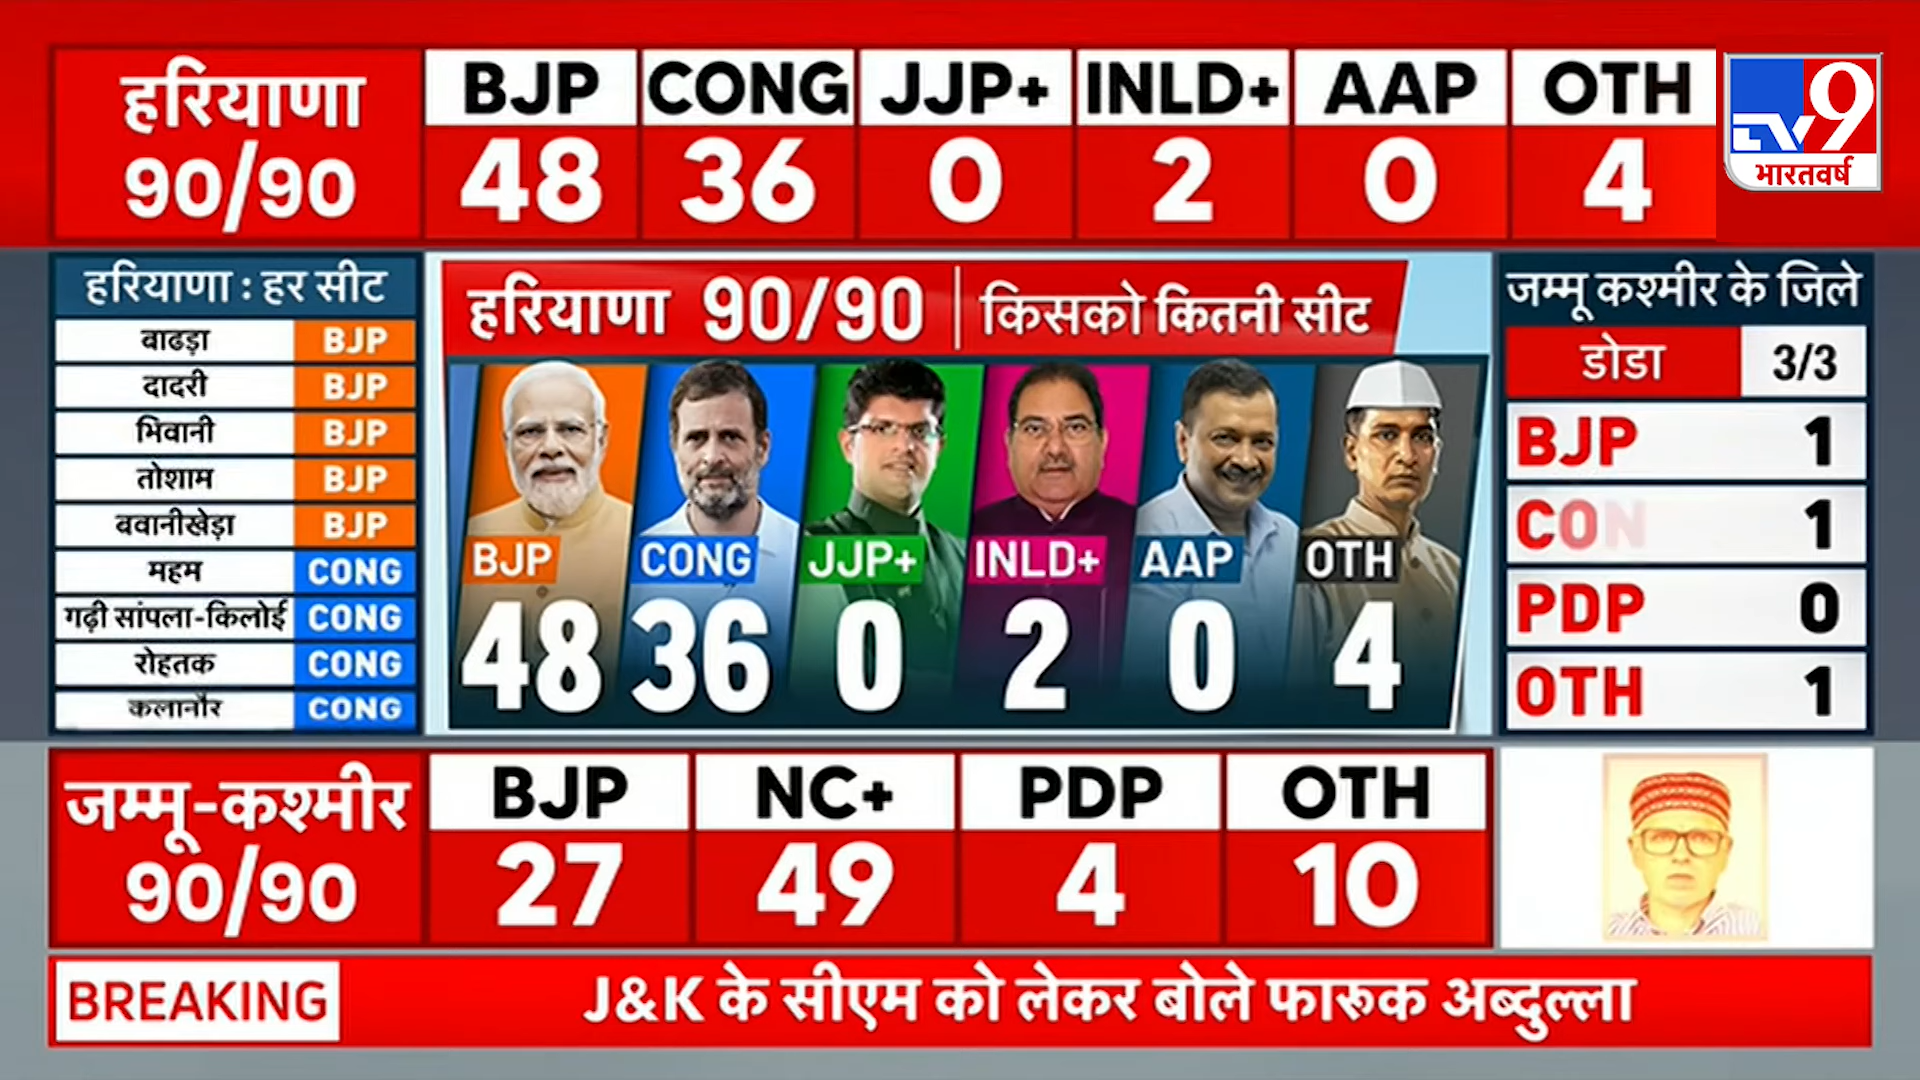 हरियाणा
90/90
BJP CONG JJP+ INLD+ AAP OTH
48 36 0 2 0 4
TV9
भारतवर्ष
हरियाणा : हर सीट
बाढड़ा BJP
दादरी BJP
भिवानी BJP
तोशाम BJP
बवानीखेड़ा BJP
महम CONG
गढ़ी सांपला-किलोई CONG
रोहतक CONG
कलानौर CONG
हरियाणा 90/90 किसको कितनी सीट
BJP CONG JJP+ INLD+ AAP OTH
48 36 0 2 0 4
जम्मू कश्मीर के जिले
डोडा 3/3
BJP 1
CON 1
PDP 0
OTH 1
जम्मू-कश्मीर
90/90
BJP NC+ PDP OTH
27 49 4 10
BREAKING J&K के सीएम को लेकर बोले फारूक अब्दुल्ला